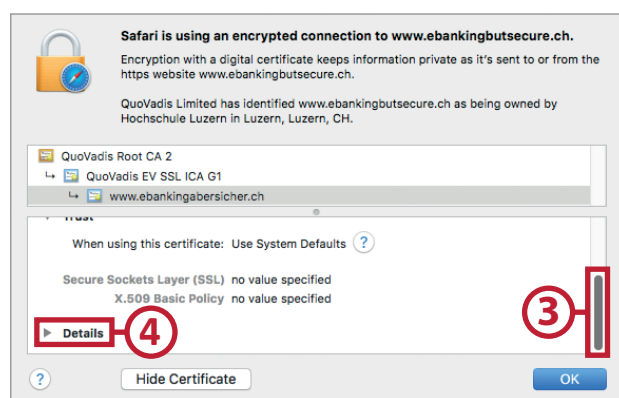 Safari is using an encrypted connection to www.ebankingbutsecure.ch.
Encryption with a digital certificate keeps information private as it's sent to or from the
https website www.ebankingbutsecure.ch.
QuoVadis Limited has identified www.ebankingbutsecure.ch as being owned by
Hochschule Luzern in Luzern, Luzern, CH.
QuoVadis Root CA 2
QuoVadis EV SSL ICA G1
www.ebankingabersicher.ch
Trust
When using this certificate: Use System Defaults ?
Secure Sockets Layer (SSL) no value specified
X.509 Basic Policy no value specified
3
Details 4
? Hide Certificate OK